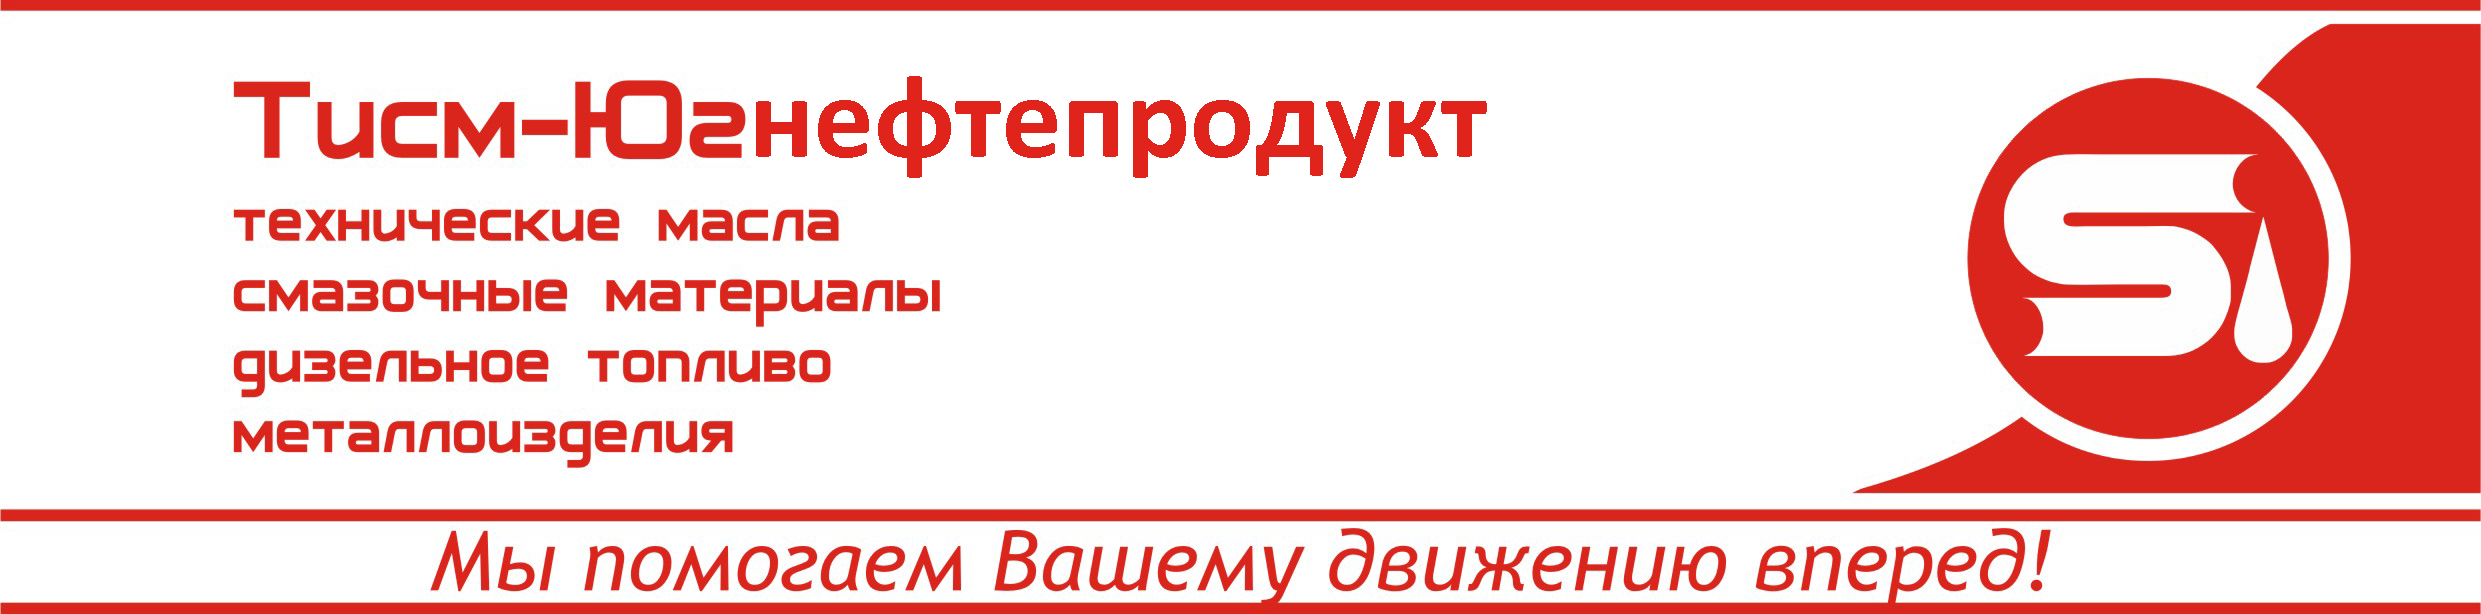 Тисм-Югнефтепродукт
технические масла
смазочные материалы
дизельное топливо
металлоизделия
S
Мы помогаем Вашему движению вперед!